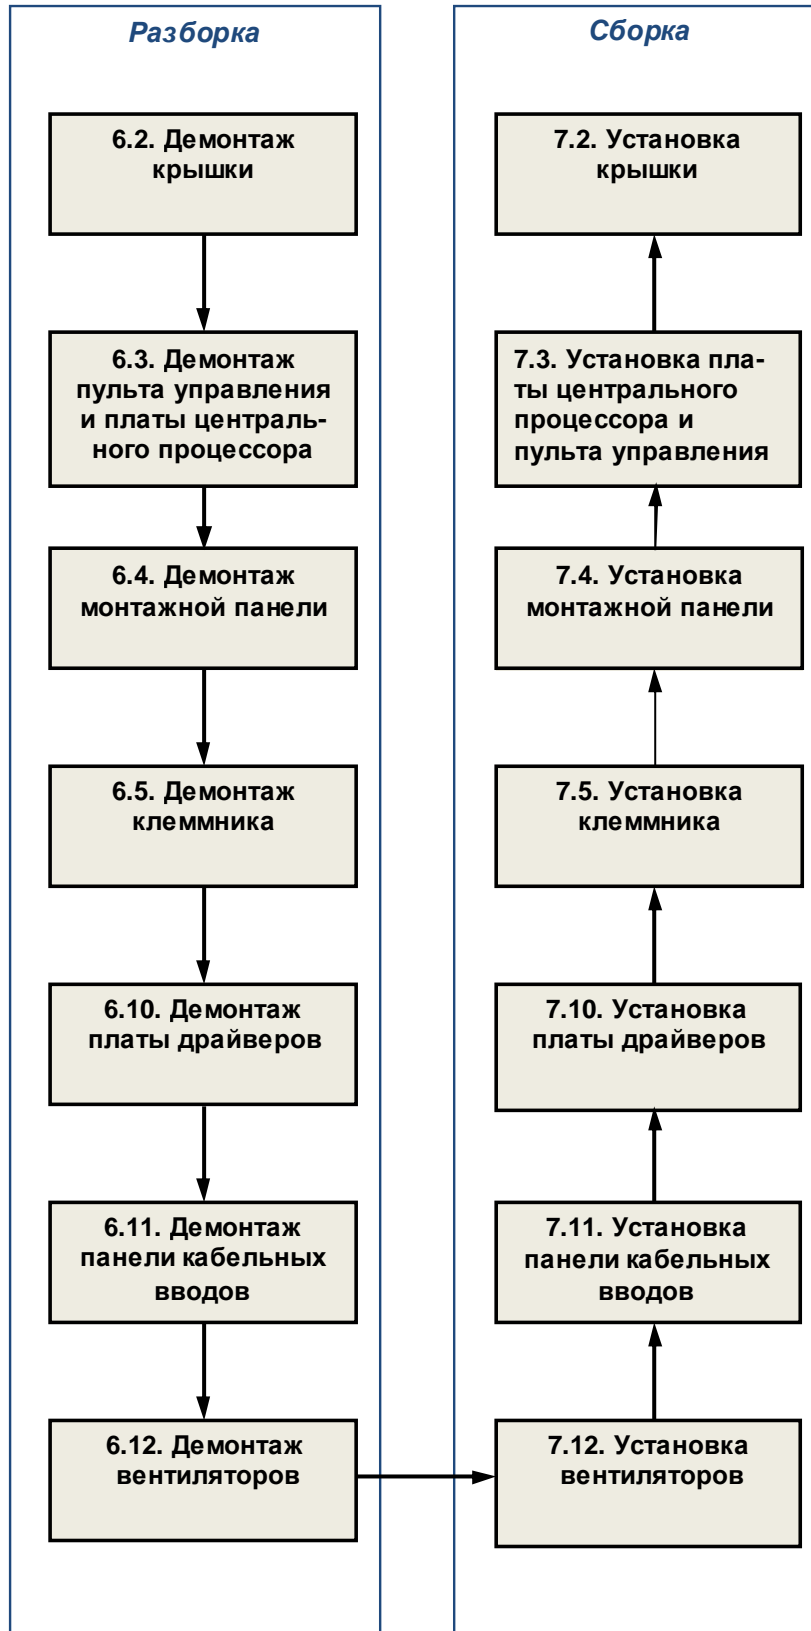 Разборка
6.2. Демонтаж
крышки
6.3. Демонтаж
пульта управления
и платы централь-
ного процессора
6.4. Демонтаж
монтажной панели
6.5. Демонтаж
клеммника
6.10. Демонтаж
платы драйверов
6.11. Демонтаж
панели кабельных
вводов
6.12. Демонтаж
вентиляторов
Сборка
7.2. Установка
крышки
7.3. Установка пла-
ты центрального
процессора и
пульта управления
7.4. Установка
монтажной панели
7.5. Установка
клеммника
7.10. Установка
платы драйверов
7.11. Установка
панели кабельных
вводов
7.12. Установка
вентиляторов